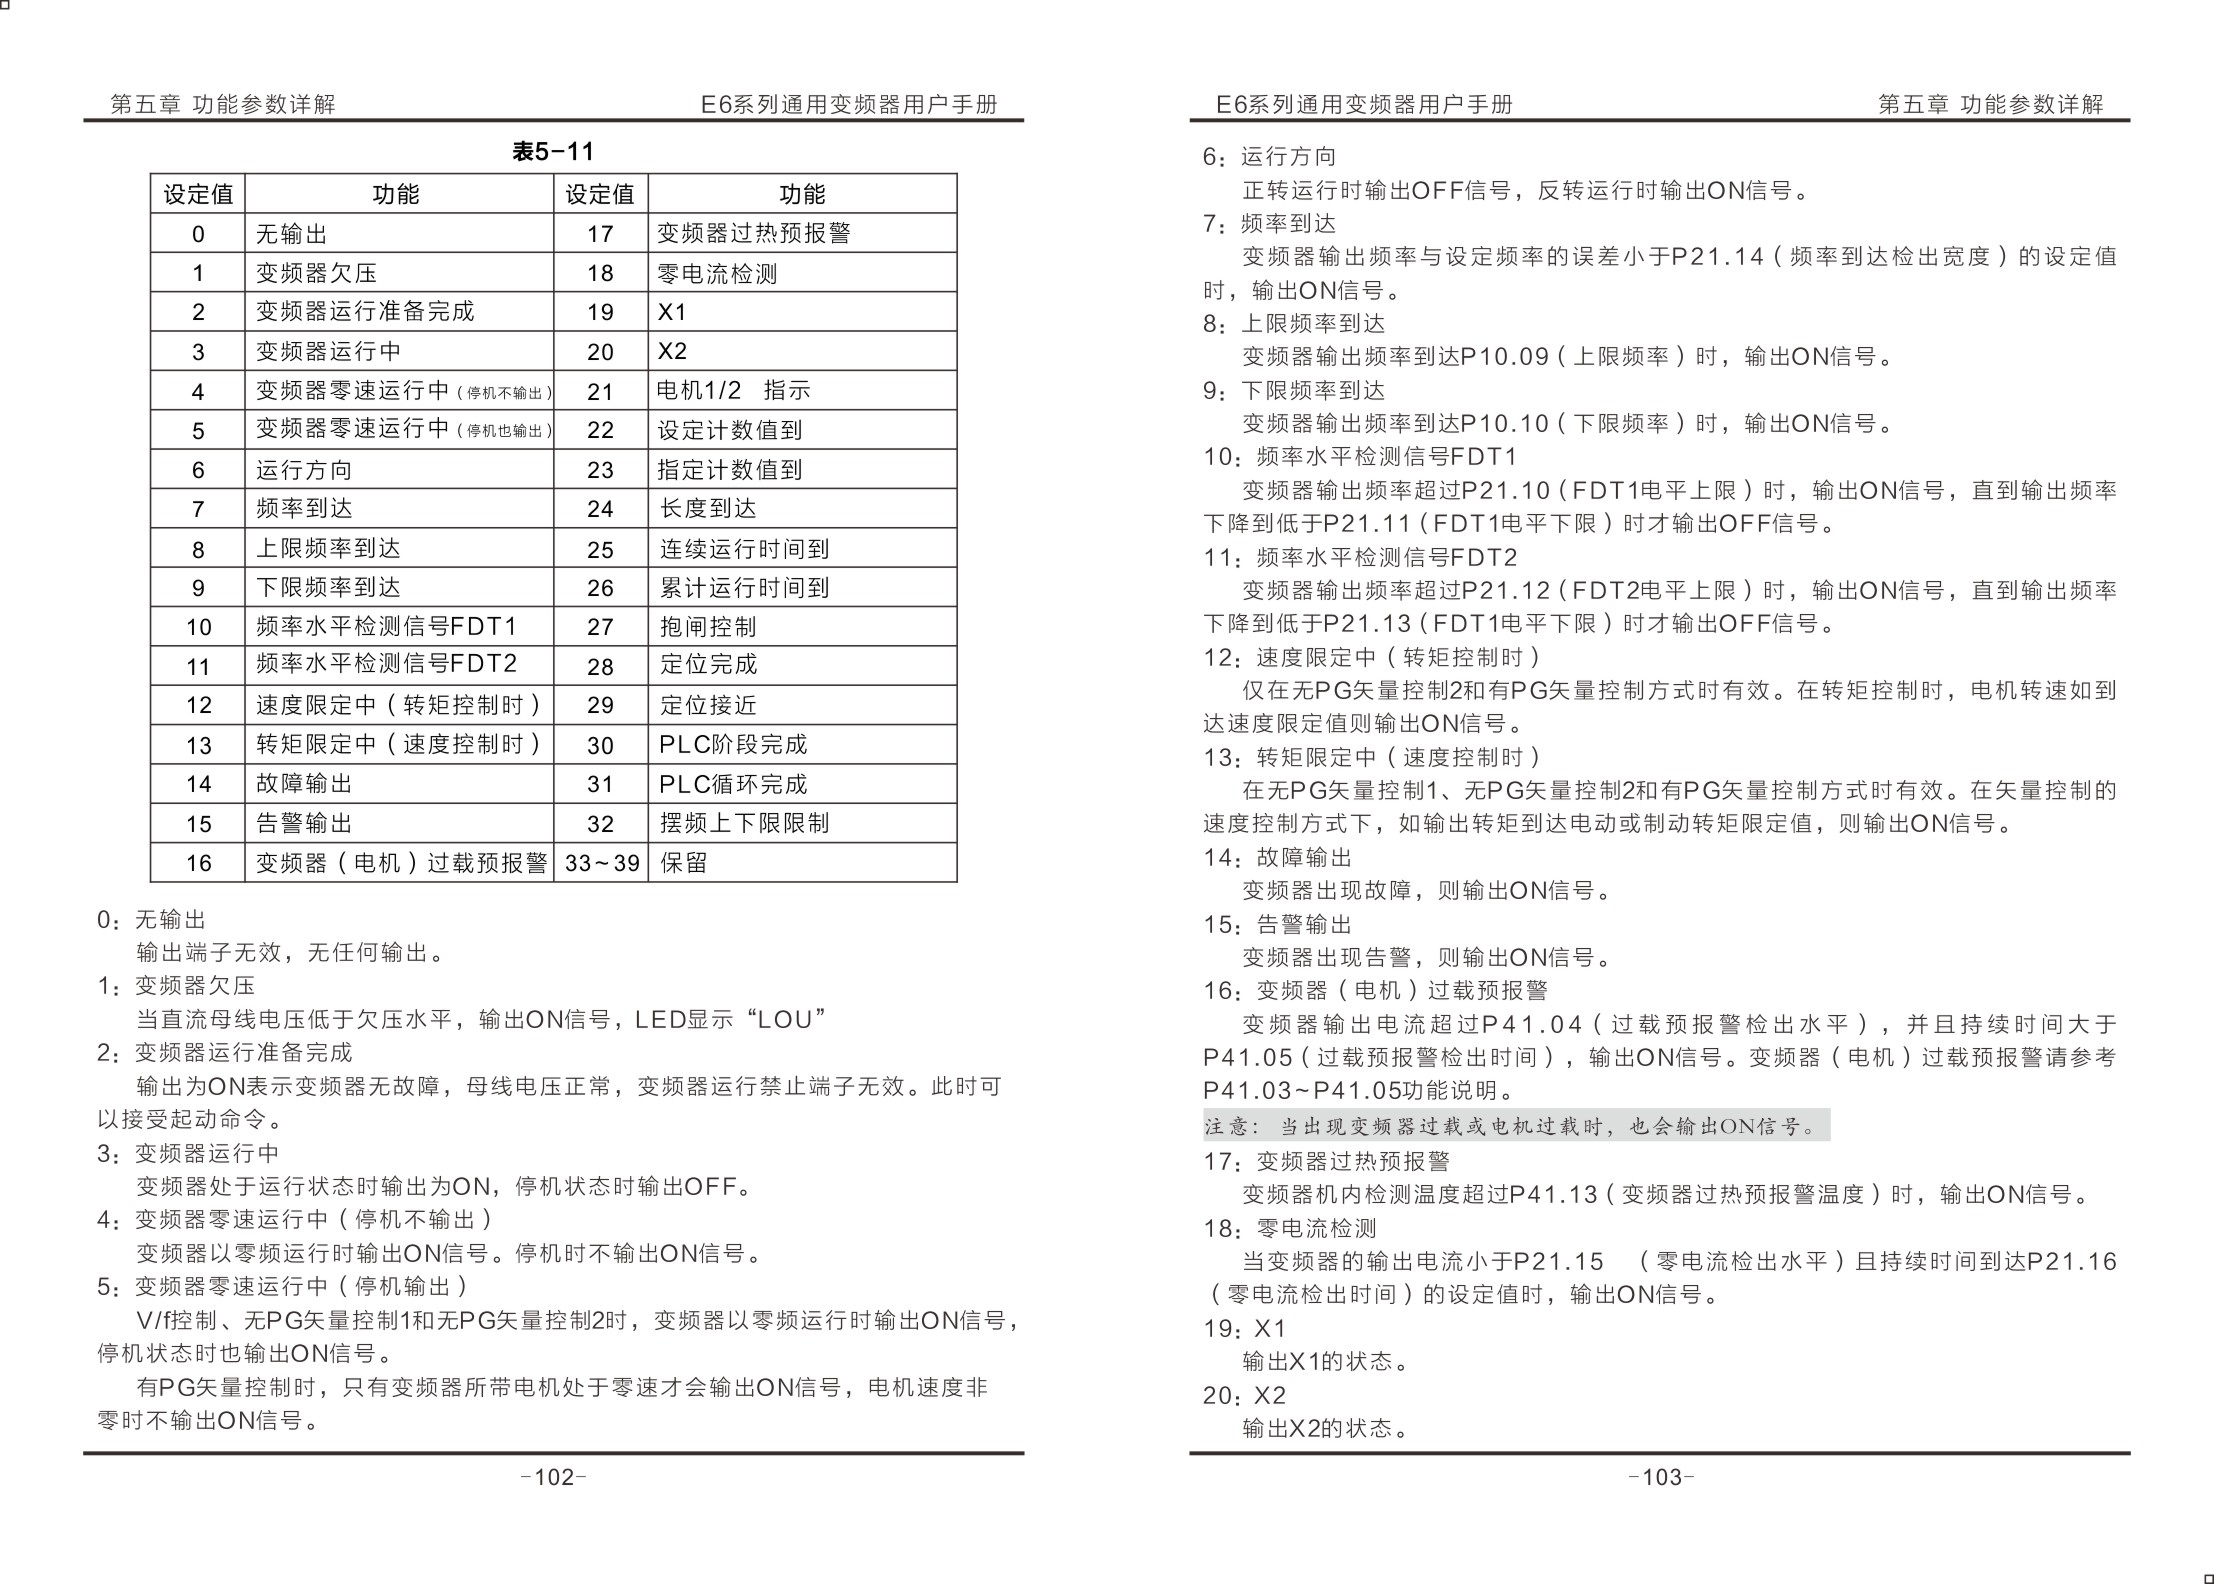 第五章 功能参数详解 E6系列通用变频器用户手册
表5-11
设定值 功能 设定值 功能
0 无输出 17 变频器过热预报警
1 变频器欠压 18 零电流检测
2 变频器运行准备完成 19 X1
3 变频器运行中 20 X2
4 变频器零速运行中（停机不输出） 21 电机1/2 指示
5 变频器零速运行中（停机也输出） 22 设定计数值到
6 运行方向 23 指定计数值到
7 频率到达 24 长度到达
8 上限频率到达 25 连续运行时间到
9 下限频率到达 26 累计运行时间到
10 频率水平检测信号FDT1 27 抱闸控制
11 频率水平检测信号FDT2 28 定位完成
12 速度限定中（转矩控制时） 29 定位接近
13 转矩限定中（速度控制时） 30 PLC阶段完成
14 故障输出 31 PLC循环完成
15 告警输出 32 摆频上下限限制
16 变频器（电机）过载预报警 33~39 保留
0：无输出
输出端子无效，无任何输出。
1：变频器欠压
当直流母线电压低于欠压水平，输出ON信号，LED显示“LOU”
2：变频器运行准备完成
输出为ON表示变频器无故障，母线电压正常，变频器运行禁止端子无效。此时可
以接受起动命令。
3：变频器运行中
变频器处于运行状态时输出为ON，停机状态时输出OFF。
4：变频器零速运行中（停机不输出）
变频器以零频运行时输出ON信号。停机时不输出ON信号。
5：变频器零速运行中（停机输出）
V/f控制、无PG矢量控制1和无PG矢量控制2时，变频器以零频运行时输出ON信号，
停机状态时也输出ON信号。
有PG矢量控制时，只有变频器所带电机处于零速才会输出ON信号，电机速度非
零时不输出ON信号。
-102-
E6系列通用变频器用户手册 第五章 功能参数详解
6：运行方向
正转运行时输出OFF信号，反转运行时输出ON信号。
7：频率到达
变频器输出频率与设定频率的误差小于P21.14（频率到达检出宽度）的设定值
时，输出ON信号。
8：上限频率到达
变频器输出频率到达P10.09（上限频率）时，输出ON信号。
9：下限频率到达
变频器输出频率到达P10.10（下限频率）时，输出ON信号。
10：频率水平检测信号FDT1
变频器输出频率超过P21.10（FDT1电平上限）时，输出ON信号，直到输出频率
下降到低于P21.11（FDT1电平下限）时才输出OFF信号。
11：频率水平检测信号FDT2
变频器输出频率超过P21.12（FDT2电平上限）时，输出ON信号，直到输出频率
下降到低于P21.13（FDT1电平下限）时才输出OFF信号。
12：速度限定中（转矩控制时）
仅在无PG矢量控制2和有PG矢量控制方式时有效。在转矩控制时，电机转速如到
达速度限定值则输出ON信号。
13：转矩限定中（速度控制时）
在无PG矢量控制1、无PG矢量控制2和有PG矢量控制方式时有效。在矢量控制的
速度控制方式下，如输出转矩到达电动或制动转矩限定值，则输出ON信号。
14：故障输出
变频器出现故障，则输出ON信号。
15：告警输出
变频器出现告警，则输出ON信号。
16：变频器（电机）过载预报警
变频器输出电流超过P41.04（过载预报警检出水平），并且持续时间大于
P41.05（过载预报警检出时间），输出ON信号。变频器（电机）过载预报警请参考
P41.03~P41.05功能说明。
注意： 当出现变频器过载或电机过载时，也会输出ON信号。
17：变频器过热预报警
变频器机内检测温度超过P41.13（变频器过热预报警温度）时，输出ON信号。
18：零电流检测
当变频器的输出电流小于P21.15 （零电流检出水平）且持续时间到达P21.16
（零电流检出时间）的设定值时，输出ON信号。
19：X1
输出X1的状态。
20：X2
输出X2的状态。
-103-